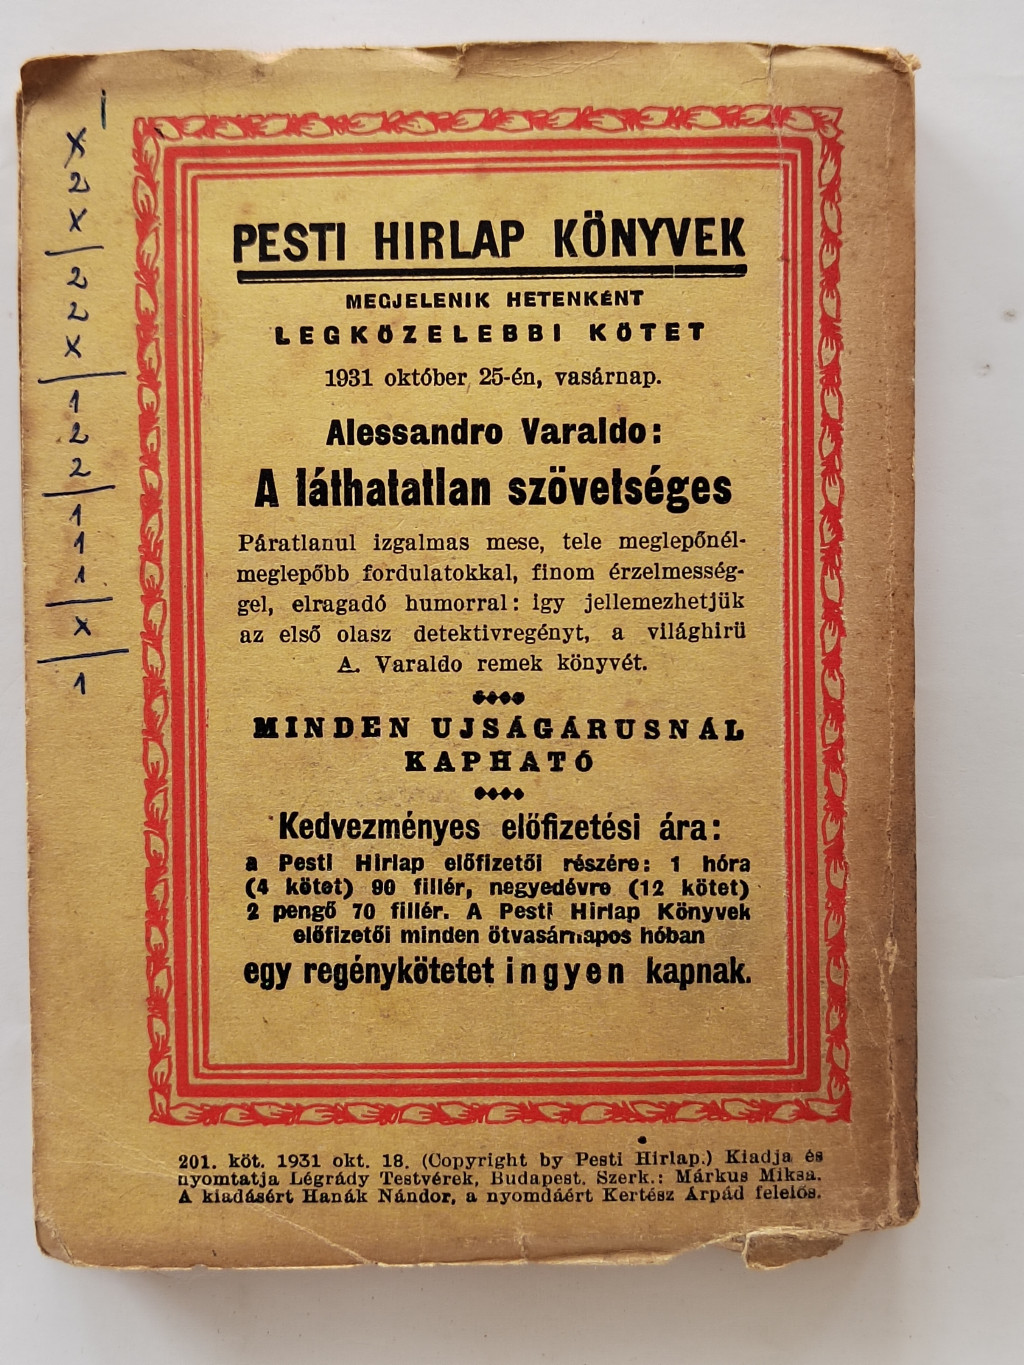 1
X
2
X
2
2
X
1
2
2
1
1
1
X
1
PESTI HIRLAP KÖNYVEK
MEGJELENIK HETENKÉNT
LEGKÖZELEBBI KÖTET
1931 október 25-én, vasárnap.
Alessandro Varaldo:
A láthatatlan szövetséges
Páratlanul izgalmas mese, tele meglepőnél-
meglepőbb fordulatokkal, finom érzelmesség-
gel, elragadó humorral: igy jellemezhetjük
az első olasz detektivregényt, a világhirü
A. Varaldo remek könyvét.
MINDEN UJSÁGÁRUSNÁL
KAPHATÓ
Kedvezményes előfizetési ára:
a Pesti Hirlap előfizetői részére: 1 hóra
(4 kötet) 90 fillér, negyedévre (12 kötet)
2 pengő 70 fillér. A Pesti Hirlap Könyvek
előfizetői minden ötvasárnapos hóban
egy regénykötetet ingyen kapnak.
201. köt. 1931 okt. 18. (Copyright by Pesti Hirlap.) Kiadja és
nyomtatja Légrády Testvérek, Budapest. Szerk.: Márkus Miksa.
A kiadásért Hanák Nándor, a nyomdáért Kertész Árpád felelős.